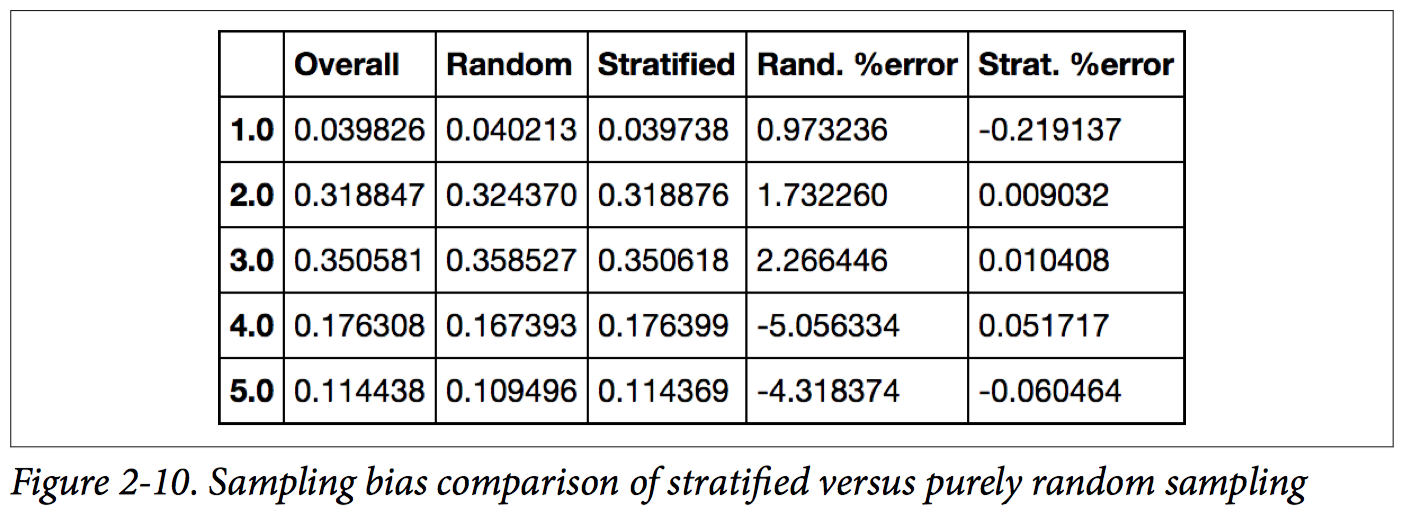 Overall Random Stratified Rand. %error Strat. %error
1.0 0.039826 0.040213 0.039738 0.973236 -0.219137
2.0 0.318847 0.324370 0.318876 1.732260 0.009032
3.0 0.350581 0.358527 0.350618 2.266446 0.010408
4.0 0.176308 0.167393 0.176399 -5.056334 0.051717
5.0 0.114438 0.109496 0.114369 -4.318374 -0.060464
Figure 2-10. Sampling bias comparison of stratified versus purely random sampling